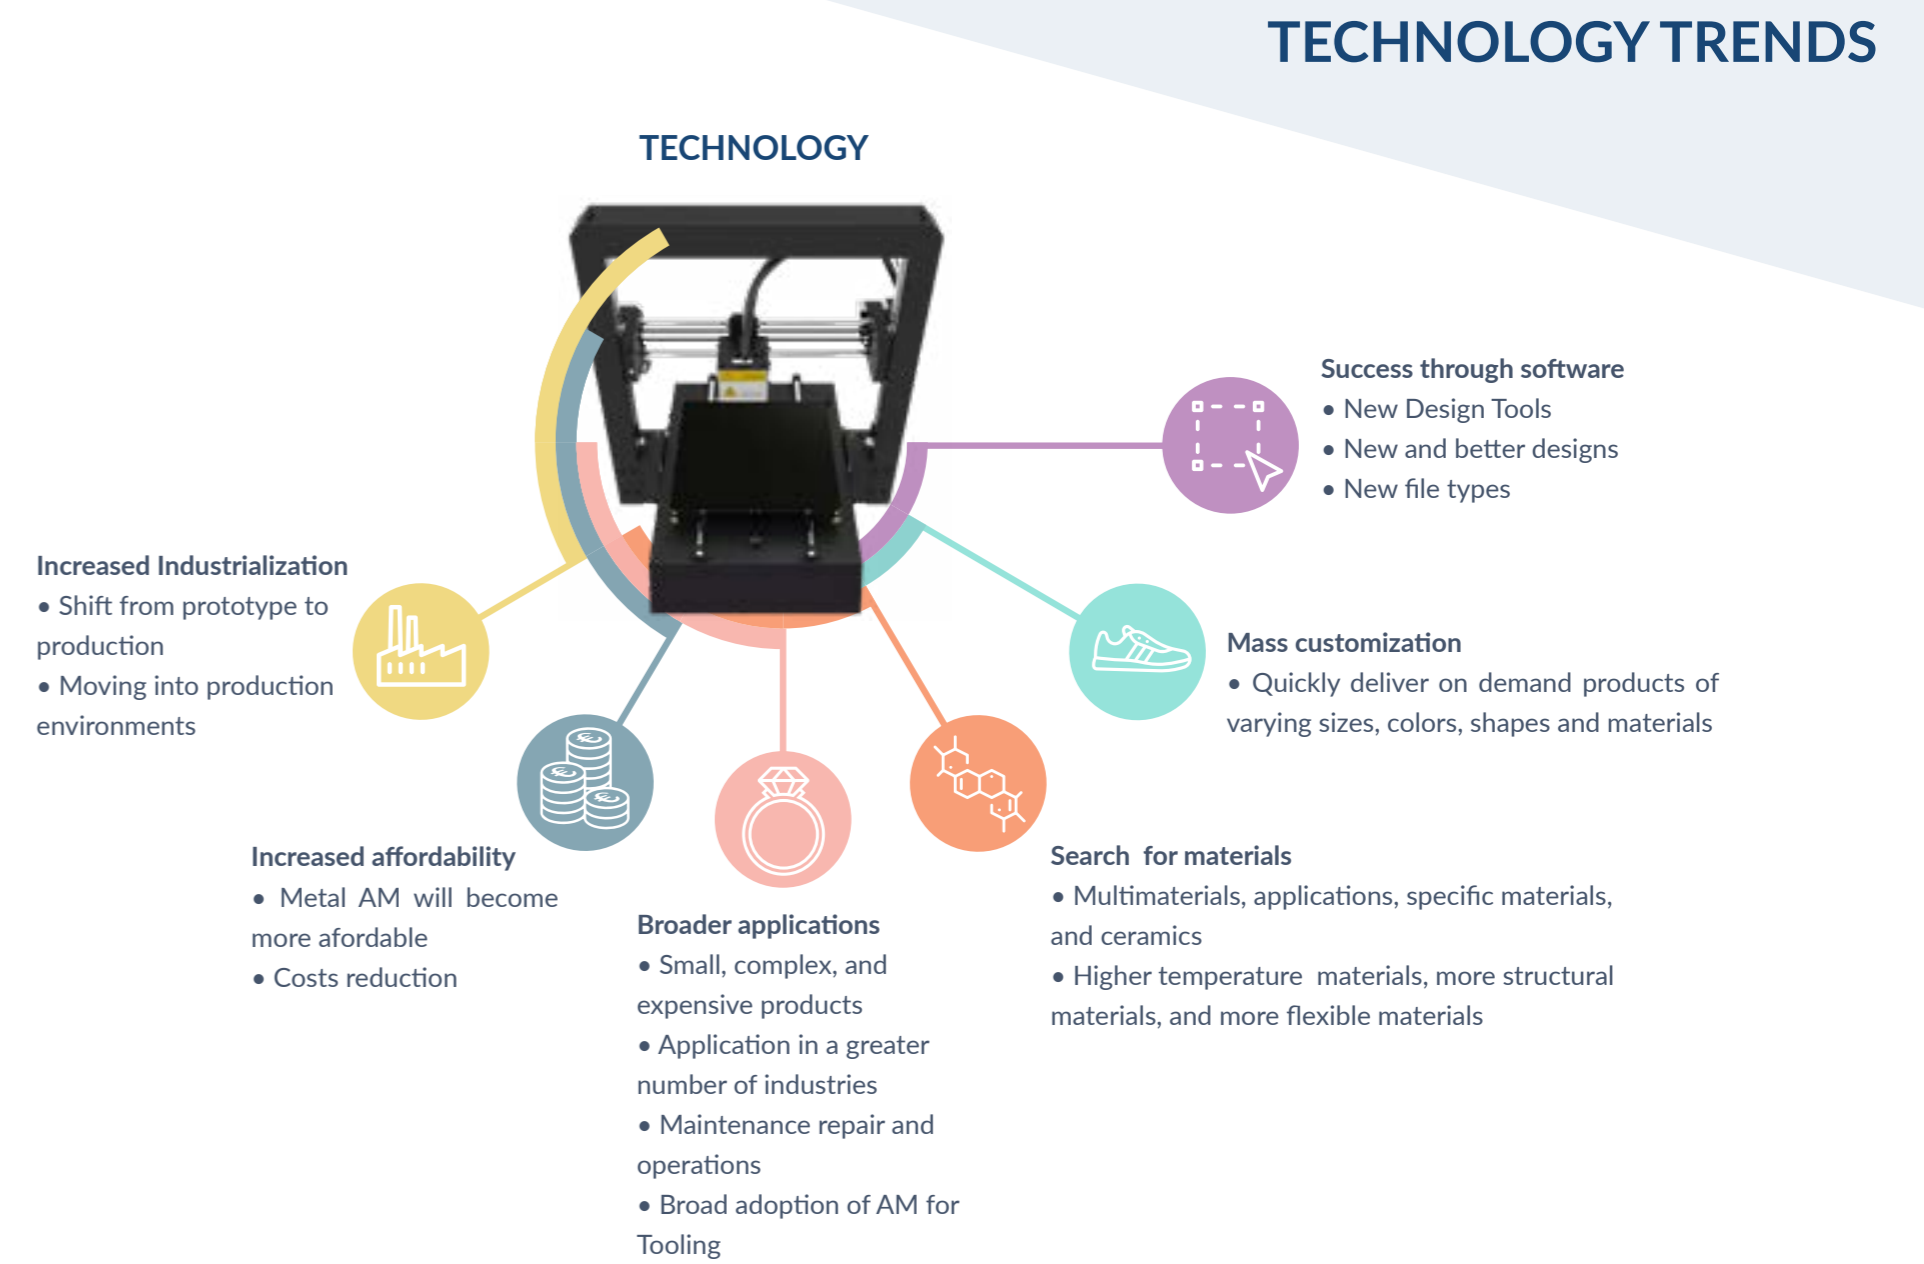 TECHNOLOGY TRENDS
TECHNOLOGY
Success through software
• New Design Tools
• New and better designs
• New file types
Increased Industrialization
• Shift from prototype to
production
• Moving into production
environments
Mass customization
• Quickly deliver on demand products of
varying sizes, colors, shapes and materials
Increased affordability
• Metal AM will become
more afordable
• Costs reduction
Broader applications
• Small, complex, and
expensive products
• Application in a greater
number of industries
• Maintenance repair and
operations
• Broad adoption of AM for
Tooling
Search for materials
• Multimaterials, applications, specific materials,
and ceramics
• Higher temperature materials, more structural
materials, and more flexible materials